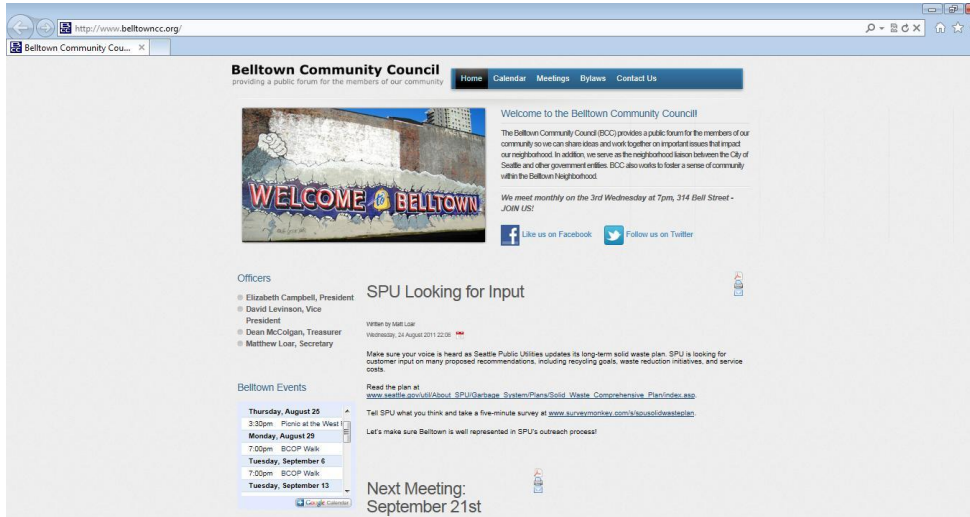 http://www.belltowncc.org/
Belltown Community Cou...
Belltown Community Council
providing a public forum for the members of our community
Home Calendar Meetings Bylaws Contact Us
WELCOME to BELLTOWN
Welcome to the Belltown Community Council!
The Belltown Community Council (BCC) provides a public forum for the members of our
community so we can share ideas and work together on important issues that impact
our neighborhood. In addition, we serve as the neighborhood liaison between the City of
Seattle and other government entities. BCC also works to foster a sense of community
within the Belltown Neighborhood.
We meet monthly on the 3rd Wednesday at 7pm, 314 Bell Street -
JOIN US!
Like us on Facebook
Follow us on Twitter
Officers
Elizabeth Campbell, President
David Levinson, Vice
President
Dean McColgan, Treasurer
Matthew Loar, Secretary
Belltown Events
Thursday, August 25
3:30pm Picnic at the West
Monday, August 29
7:00pm BCOP Walk
Tuesday, September 6
7:00pm BCOP Walk
Tuesday, September 13
Google Calendar
SPU Looking for Input
Written by Matt Loar
Wednesday, 24 August 2011 22:08
Make sure your voice is heard as Seattle Public Utilities updates its long-term solid waste plan. SPU is looking for
customer input on many proposed recommendations, including recycling goals, waste reduction initiatives, and service
costs.
Read the plan at
www.seattle.gov/util/About_SPU/Garbage_System/Plans/Solid_Waste_Comprehensive_Plan/index.asp.
Tell SPU what you think and take a five-minute survey at www.surveymonkey.com/s/spusolidwasteplan.
Let's make sure Belltown is well represented in SPU's outreach process!
Next Meeting:
September 21st